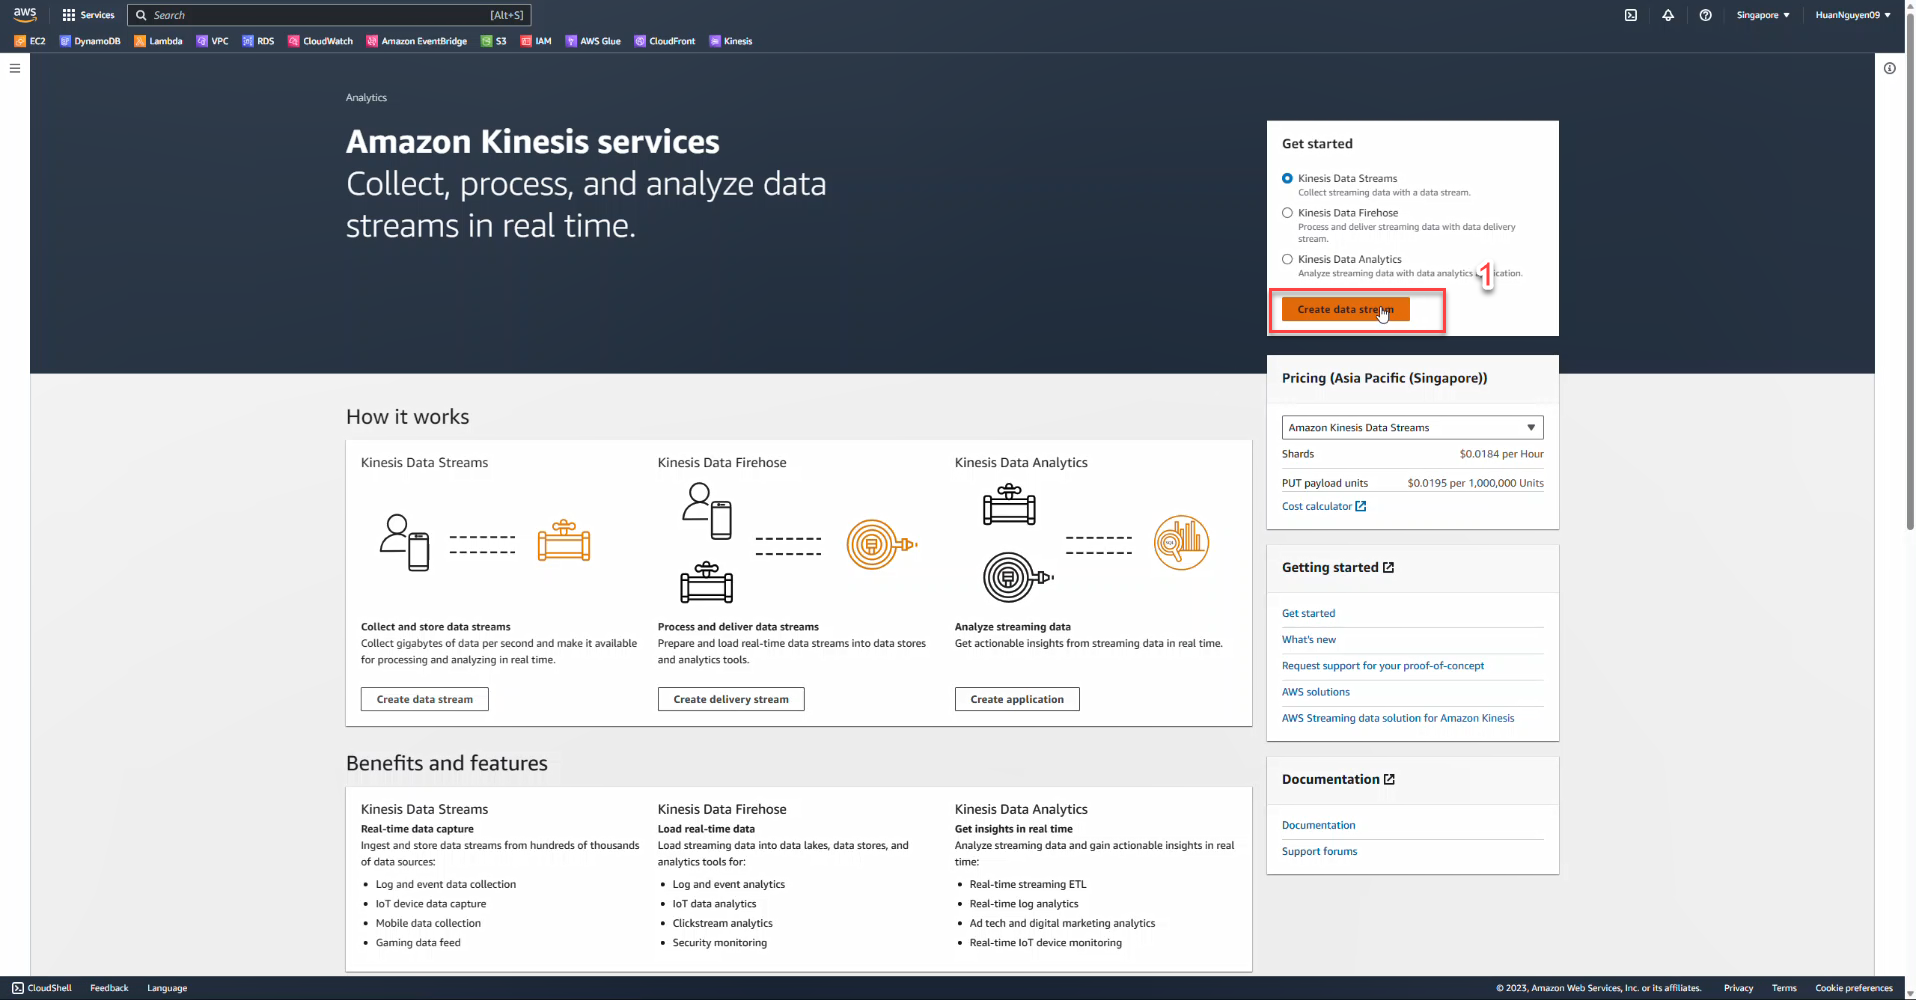 aws
Services
Search
[Alt+S]
Singapore
HuanNguyen09
EC2
DynamoDB
Lambda
VPC
RDS
CloudWatch
Amazon EventBridge
S3
IAM
AWS Glue
CloudFront
Kinesis
Analytics
Amazon Kinesis services
Collect, process, and analyze data
streams in real time.
Get started
Kinesis Data Streams
Collect streaming data with a data stream.
Kinesis Data Firehose
Process and deliver streaming data with data delivery
stream.
Kinesis Data Analytics
Analyze streaming data with data analytics
1
Create data stream
Pricing (Asia Pacific (Singapore))
Amazon Kinesis Data Streams
Shards
$0.0184 per Hour
PUT payload units
$0.0195 per 1,000,000 Units
Cost calculator
How it works
Kinesis Data Streams
Collect and store data streams
Collect gigabytes of data per second and make it available
for processing and analyzing in real time.
Create data stream
Kinesis Data Firehose
Process and deliver data streams
Prepare and load real-time data streams into data stores
and analytics tools.
Create delivery stream
Kinesis Data Analytics
SQL
Analyze streaming data
Get actionable insights from streaming data in real time.
Create application
Getting started
Get started
What's new
Request support for your proof-of-concept
AWS solutions
AWS Streaming data solution for Amazon Kinesis
Benefits and features
Kinesis Data Streams
Real-time data capture
Ingest and store data streams from hundreds of thousands
of data sources:
• Log and event data collection
• IoT device data capture
• Mobile data collection
• Gaming data feed
Kinesis Data Firehose
Load real-time data
Load streaming data into data lakes, data stores, and
analytics tools for:
• Log and event analytics
• IoT data analytics
• Clickstream analytics
• Security monitoring
Kinesis Data Analytics
Get insights in real time
Analyze streaming data and gain actionable insights in real
time:
• Real-time streaming ETL
• Real-time log analytics
• Ad tech and digital marketing analytics
• Real-time IoT device monitoring
Documentation
Documentation
Support forums
CloudShell
Feedback
Language
© 2023, Amazon Web Services, Inc. or its affiliates.
Privacy
Terms
Cookie preferences